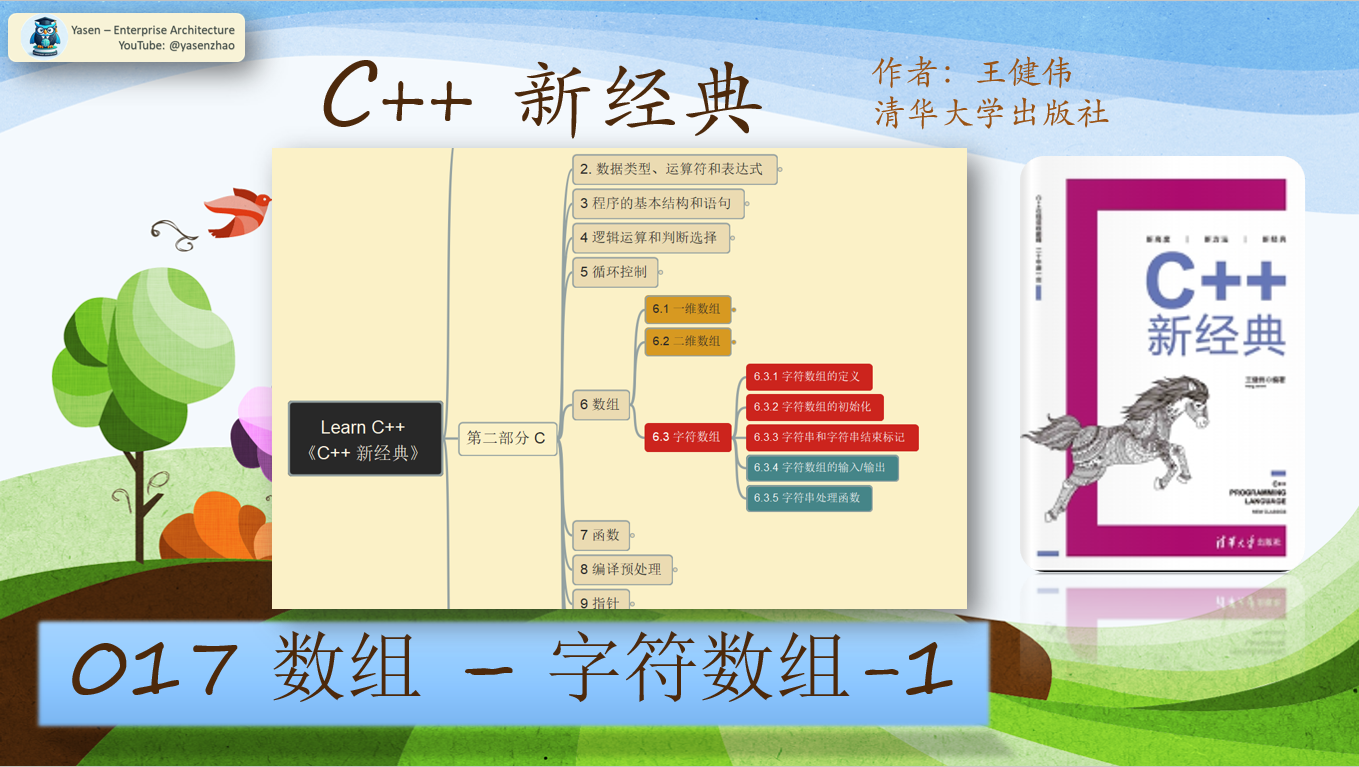 Yasen – Enterprise Architecture
YouTube: @yasenzhao
C++ 新经典
作者：王健伟
清华大学出版社
2. 数据类型、运算符和表达式
3 程序的基本结构和语句
4 逻辑运算和判断选择
5 循环控制
6.1 一维数组
6.2 二维数组
6 数组
6.3 字符数组
6.3.1 字符数组的定义
6.3.2 字符数组的初始化
6.3.3 字符串和字符串结束标记
6.3.4 字符数组的输入/输出
6.3.5 字符串处理函数
Learn C++
《C++ 新经典》
第二部分 C
7 函数
8 编译预处理
9 指针
新角度 | 新方法 | 新经典
C++
新经典
王健伟◎编著
C++
PROGRAMMING
LANGUAGE
NEW CLASSICS
清华大学出版社
017 数组 – 字符数组-1